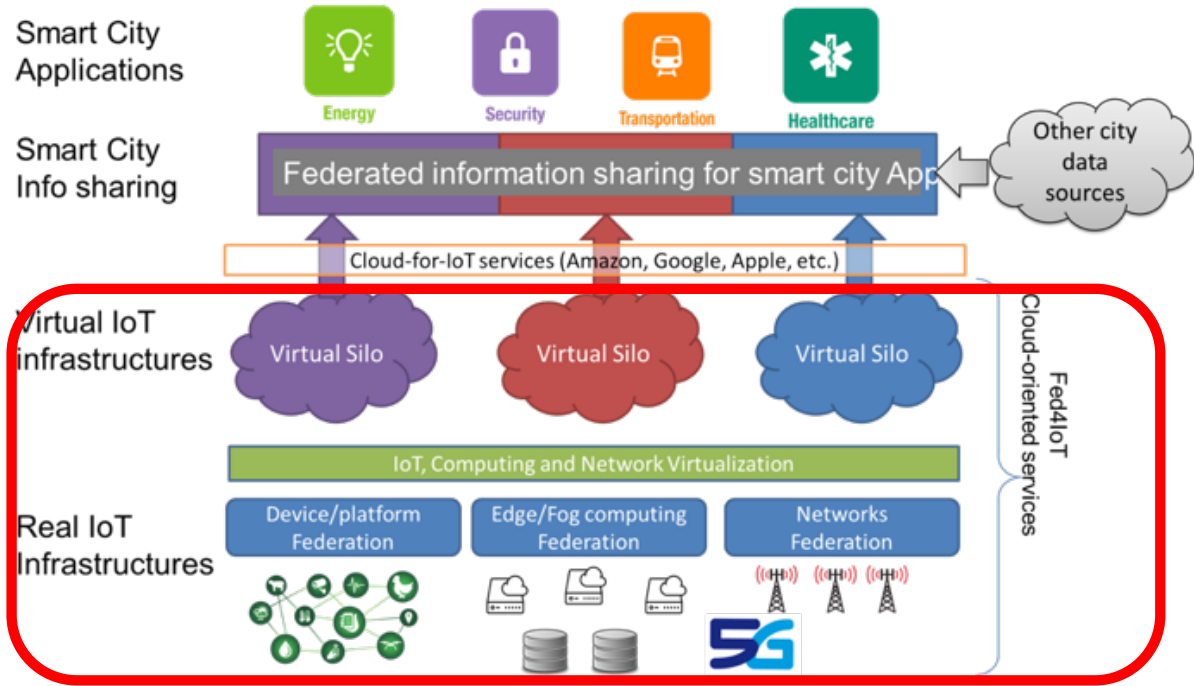 Smart City
Applications
Energy
Security
Transportation
Healthcare
Smart City
Info sharing
Federated information sharing for smart city App
Other city
data
sources
Cloud-for-IoT services (Amazon, Google, Apple, etc.)
Virtual IoT
infrastructures
Virtual Silo
Virtual Silo
Virtual Silo
Fed4IoT
Cloud-oriented services
IoT, Computing and Network Virtualization
Real IoT
Infrastructures
Device/platform
Federation
Edge/Fog computing
Federation
Networks
Federation
5G